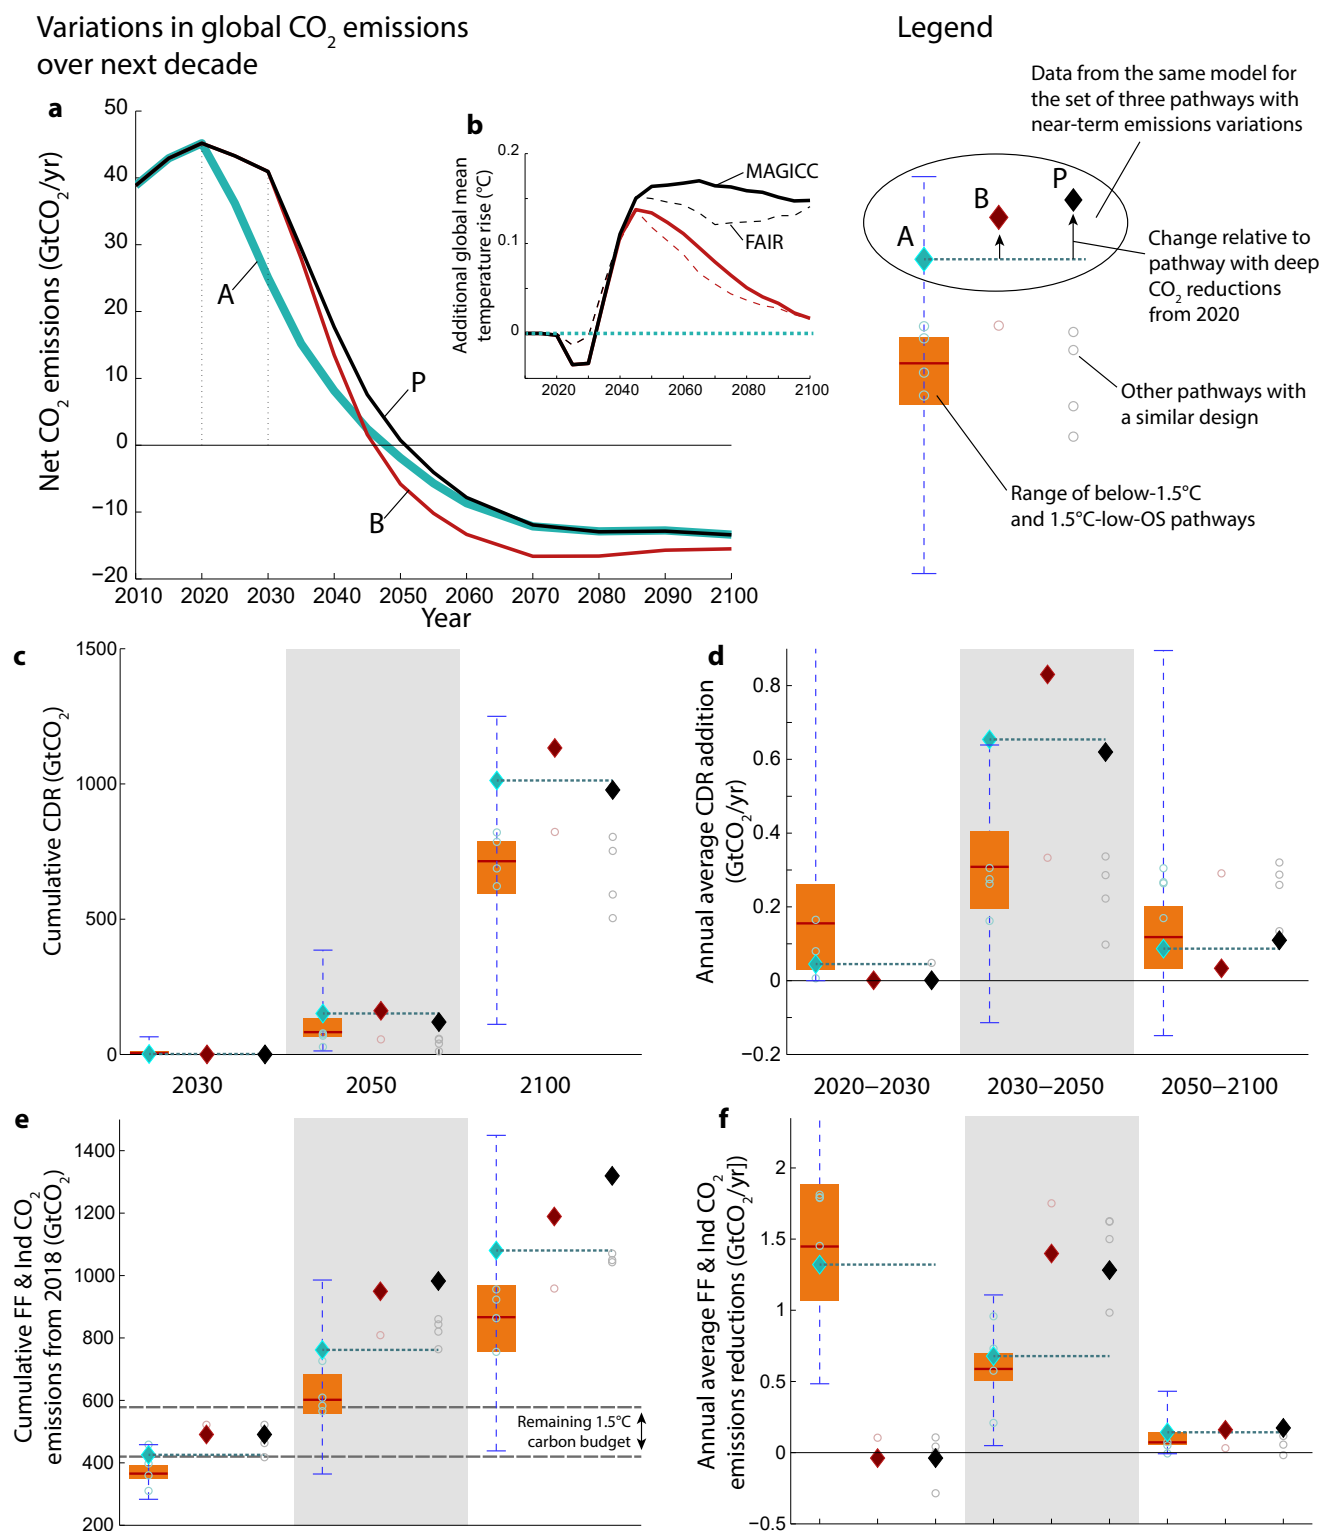 Variations in global CO₂ emissions
over next decade
Legend
a
50
40
30
20
10
0
−10
−20
Net CO₂ emissions (GtCO₂/yr)
2010 2020 2030 2040 2050 2060 2070 2080 2090 2100
Year
A
P
B
b
0.2
0.1
0
Additional global mean
temperature rise (°C)
2020 2040 2060 2080 2100
MAGICC
FAIR
Data from the same model for
the set of three pathways with
near-term emissions variations
A
B
P
Change relative to
pathway with deep
CO₂ reductions
from 2020
Other pathways with
a similar design
Range of below-1.5°C
and 1.5°C-low-OS pathways
c
1500
1000
500
0
Cumulative CDR (GtCO₂)
2030 2050 2100
d
0.8
0.6
0.4
0.2
0
−0.2
Annual average CDR addition
(GtCO₂/yr)
2020−2030 2030−2050 2050−2100
e
1400
1200
1000
800
600
400
200
Cumulative FF & Ind CO₂
emissions from 2018 (GtCO₂)
Remaining 1.5°C
carbon budget
f
2
1.5
1
0.5
0
−0.5
Annual average FF & Ind CO₂
emissions reductions (GtCO₂/yr])